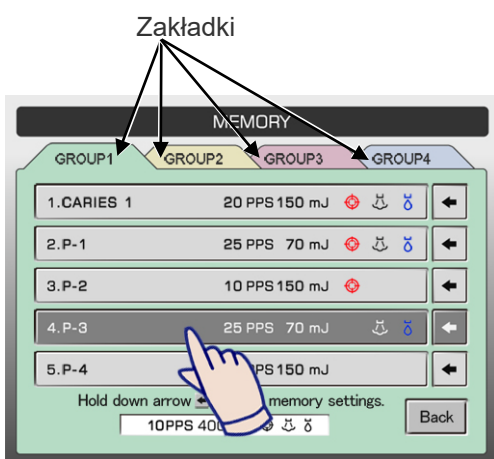 Zakładki
MEMORY
GROUP1 GROUP2 GROUP3 GROUP4
1.CARIES 1 20 PPS 150 mJ
2.P-1 25 PPS 70 mJ
3.P-2 10 PPS 150 mJ
4.P-3 25 PPS 70 mJ
5.P-4 PPS 150 mJ
Hold down arrow memory settings.
10PPS
Back